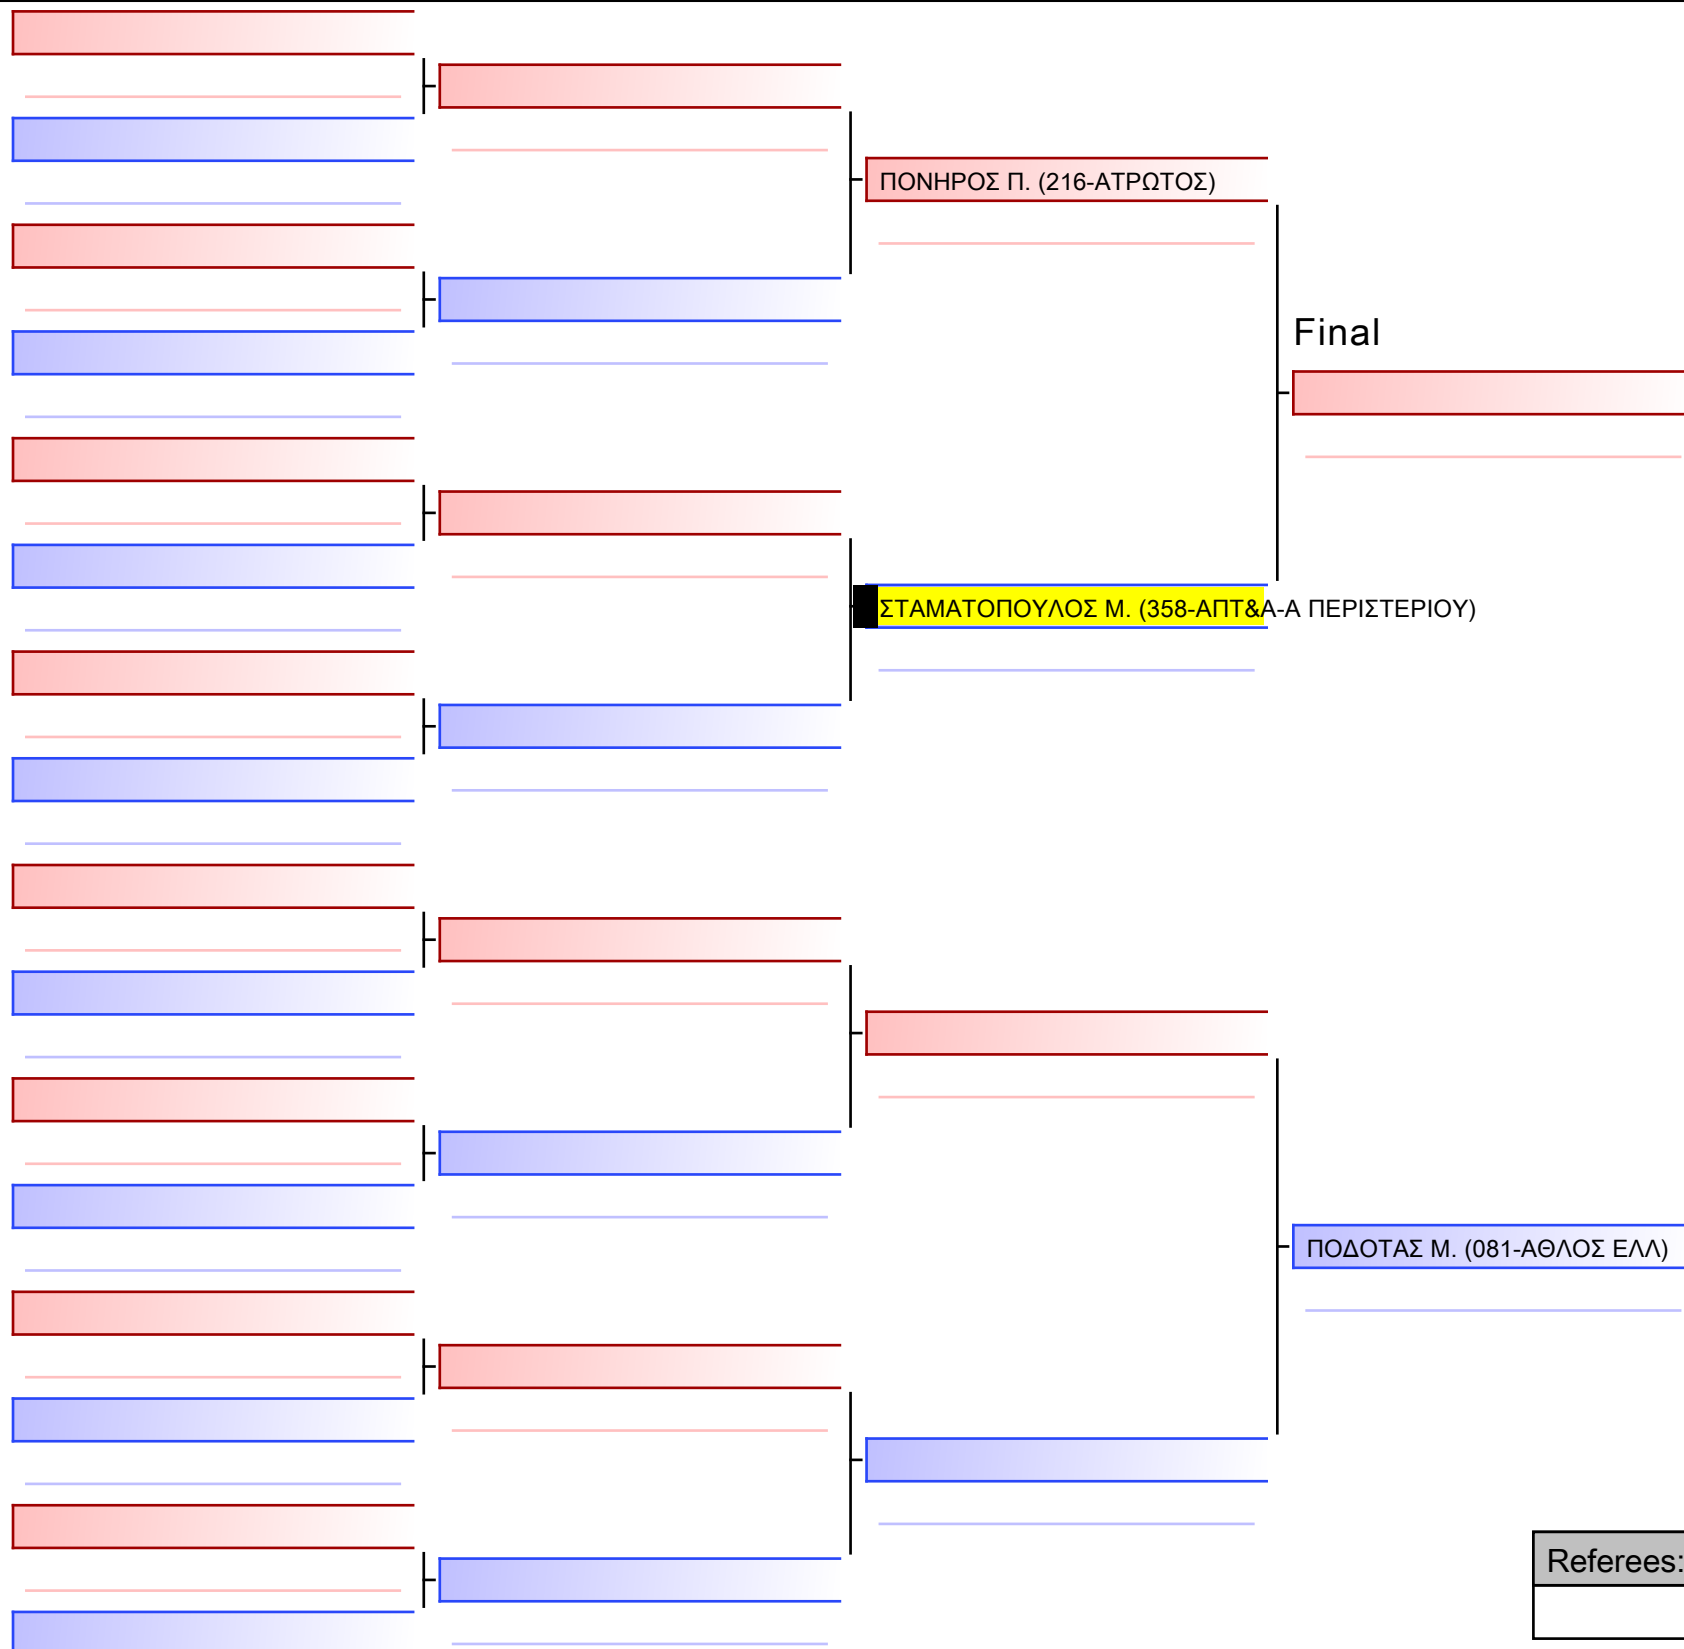 ΠΟΝΗΡΟΣ Π. (216-ΑΤΡΩΤΟΣ)
Final
ΣΤΑΜΑΤΟΠΟΥΛΟΣ Μ. (358-ΑΠΤ&Α-Α ΠΕΡΙΣΤΕΡΙΟΥ)
ΠΟΔΟΤΑΣ Μ. (081-ΑΘΛΟΣ ΕΛΛ)
Referees: